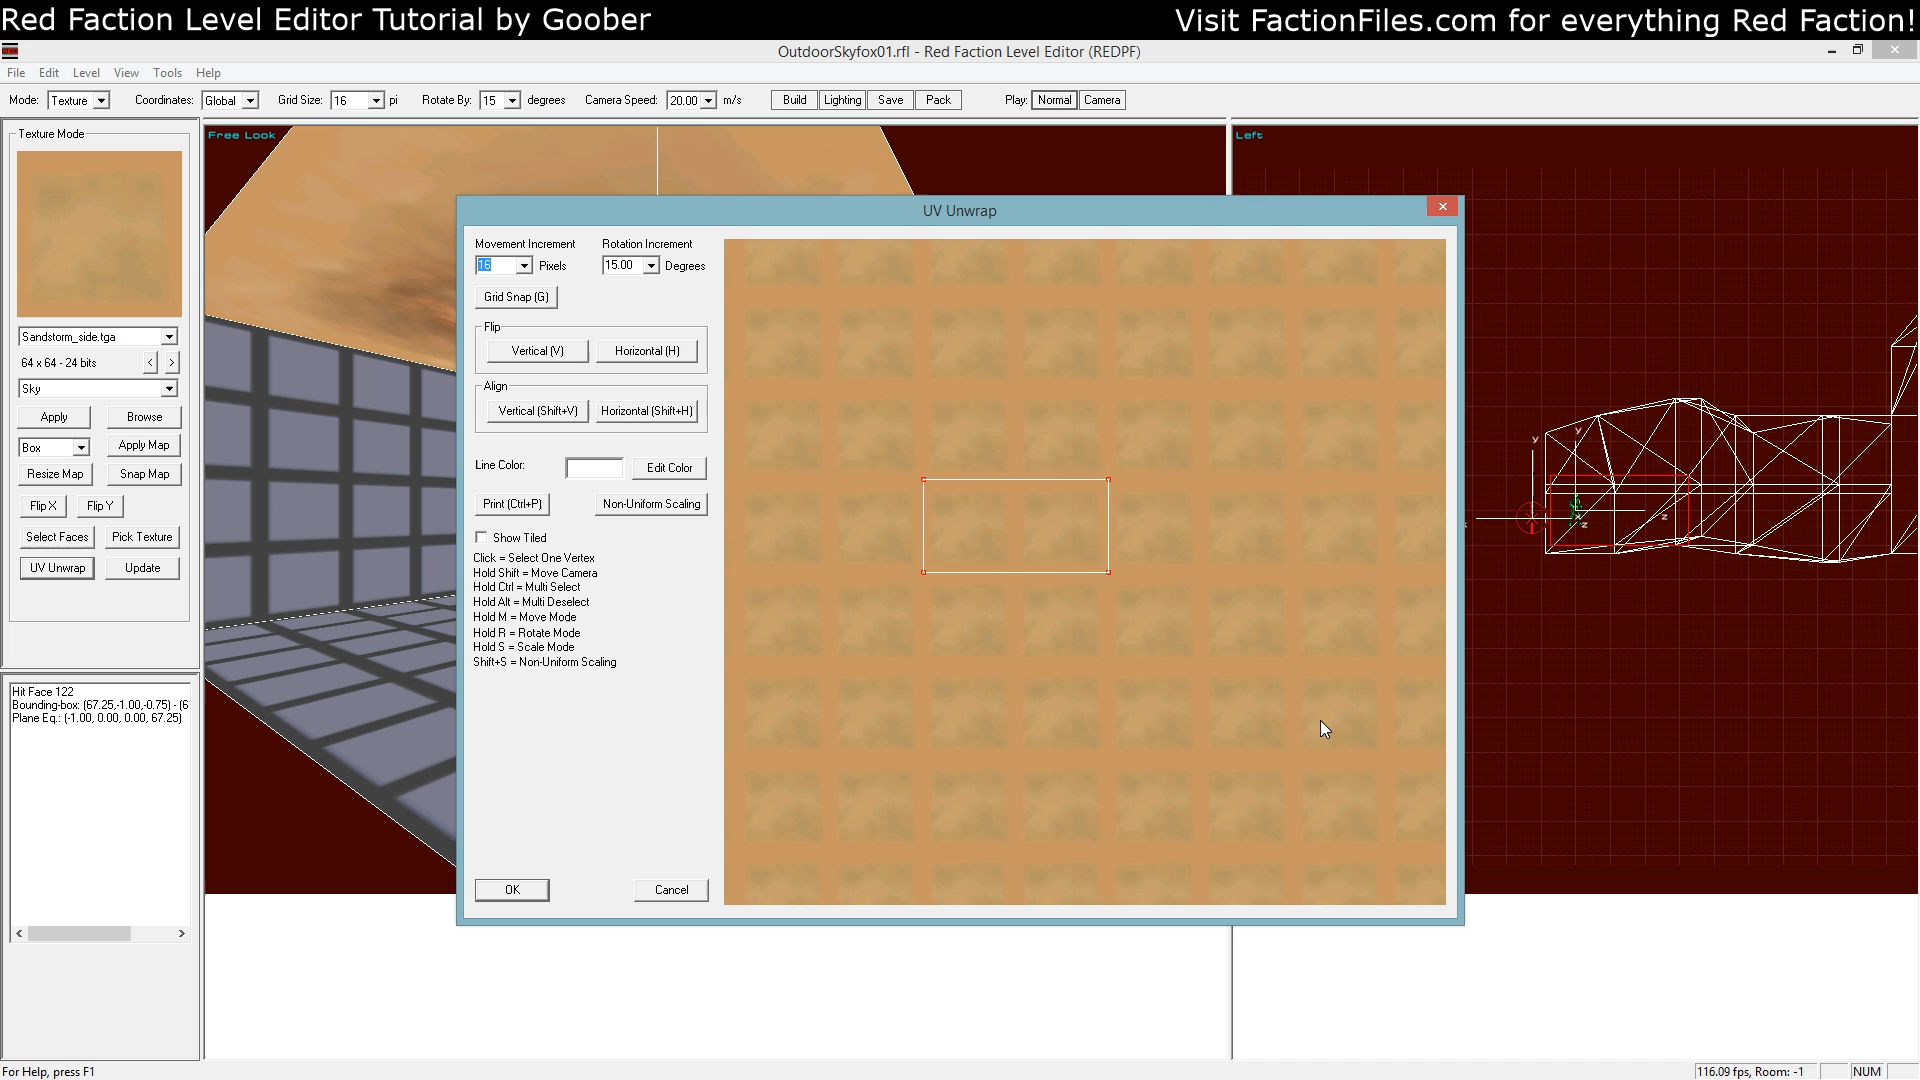 Red Faction Level Editor Tutorial by Goober
Visit FactionFiles.com for everything Red Faction!
OutdoorSkyfox01.rfl - Red Faction Level Editor (REDPF)
File Edit Level View Tools Help
Mode: Texture Coordinates: Global Grid Size: 16 pi Rotate By: 15 degrees Camera Speed: 20.00 m/s Build Lighting Save Pack Play: Normal Camera
Texture Mode
Sandstorm_side.tga
64 x 64 - 24 bits < >
Sky
Apply Browse
Box Apply Map
Resize Map Snap Map
Flip X Flip Y
Select Faces Pick Texture
UV Unwrap Update
Hit Face 122
Bounding-box: (67.25,-1.00,-0.75) - (6
Plane Eq.: (-1.00, 0.00, 0.00, 67.25)
Free Look
Left
y
y
z
z
UV Unwrap
Movement Increment Rotation Increment
16 Pixels 15.00 Degrees
Grid Snap (G)
Flip
Vertical (V) Horizontal (H)
Align
Vertical (Shift+V) Horizontal (Shift+H)
Line Color: Edit Color
Print (Ctrl+P) Non-Uniform Scaling
Show Tiled
Click = Select One Vertex
Hold Shift = Move Camera
Hold Ctrl = Multi Select
Hold Alt = Multi Deselect
Hold M = Move Mode
Hold R = Rotate Mode
Hold S = Scale Mode
Shift+S = Non-Uniform Scaling
OK Cancel
For Help, press F1
116.09 fps, Room: -1 NUM